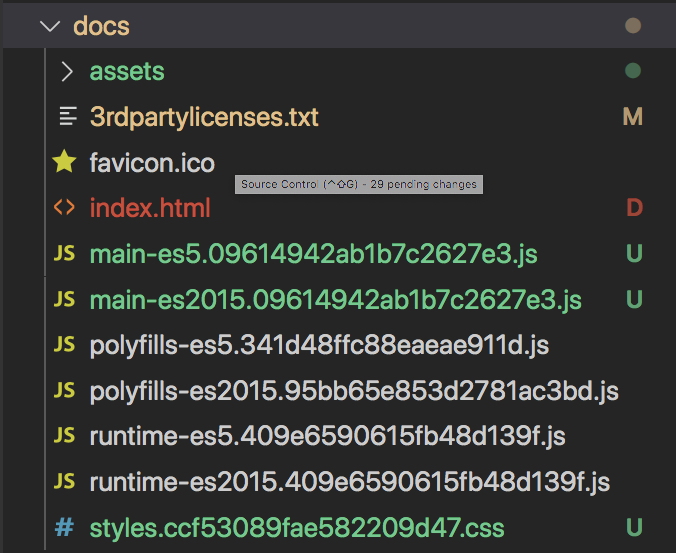 docs
assets
3rdpartylicenses.txt M
favicon.ico
Source Control (^⇧G) - 29 pending changes
<> index.html D
JS main-es5.09614942ab1b7c2627e3.js U
JS main-es2015.09614942ab1b7c2627e3.js U
JS polyfills-es5.341d48ffc88eaeae911d.js
JS polyfills-es2015.95bb65e853d2781ac3bd.js
JS runtime-es5.409e6590615fb48d139f.js
JS runtime-es2015.409e6590615fb48d139f.js
# styles.ccf53089fae582209d47.css U